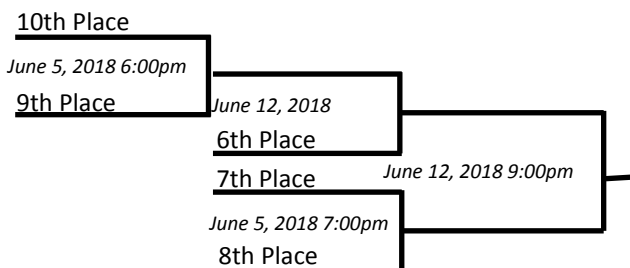 10th Place
June 5, 2018 6:00pm
9th Place
June 12, 2018
6th Place
7th Place
June 12, 2018 9:00pm
June 5, 2018 7:00pm
8th Place